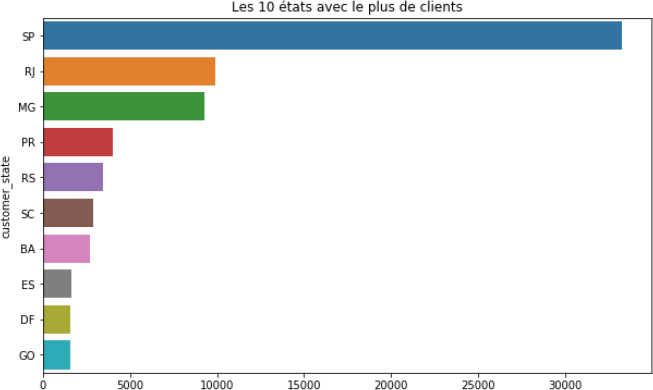 Les 10 états avec le plus de clients
SP
RJ
MG
PR
RS
SC
BA
ES
DF
GO
customer_state
0 5000 10000 15000 20000 25000 30000